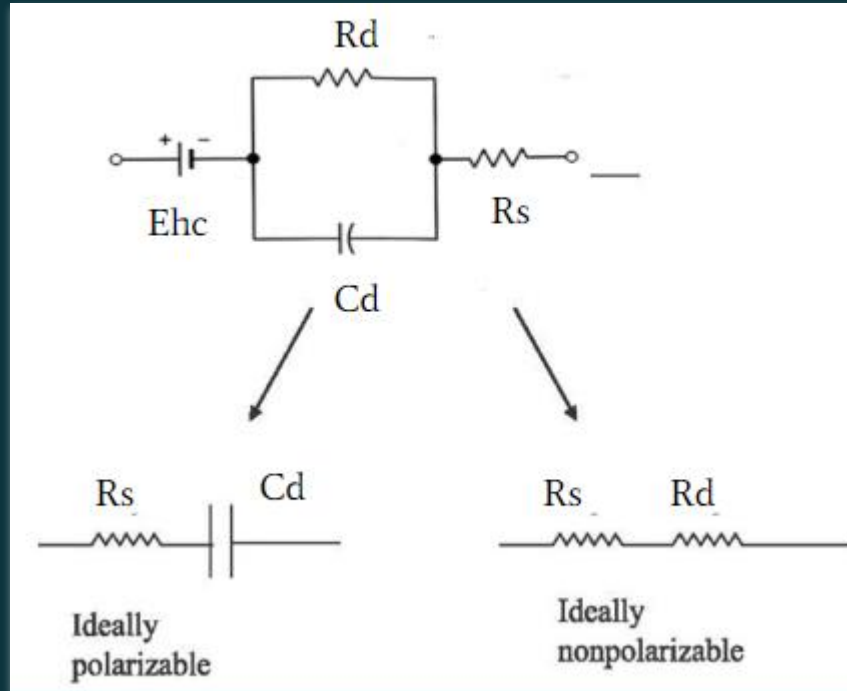 Rd
+ −
Ehc
Rs
Cd
Rs
Cd
Rs
Rd
Ideally
polarizable
Ideally
nonpolarizable